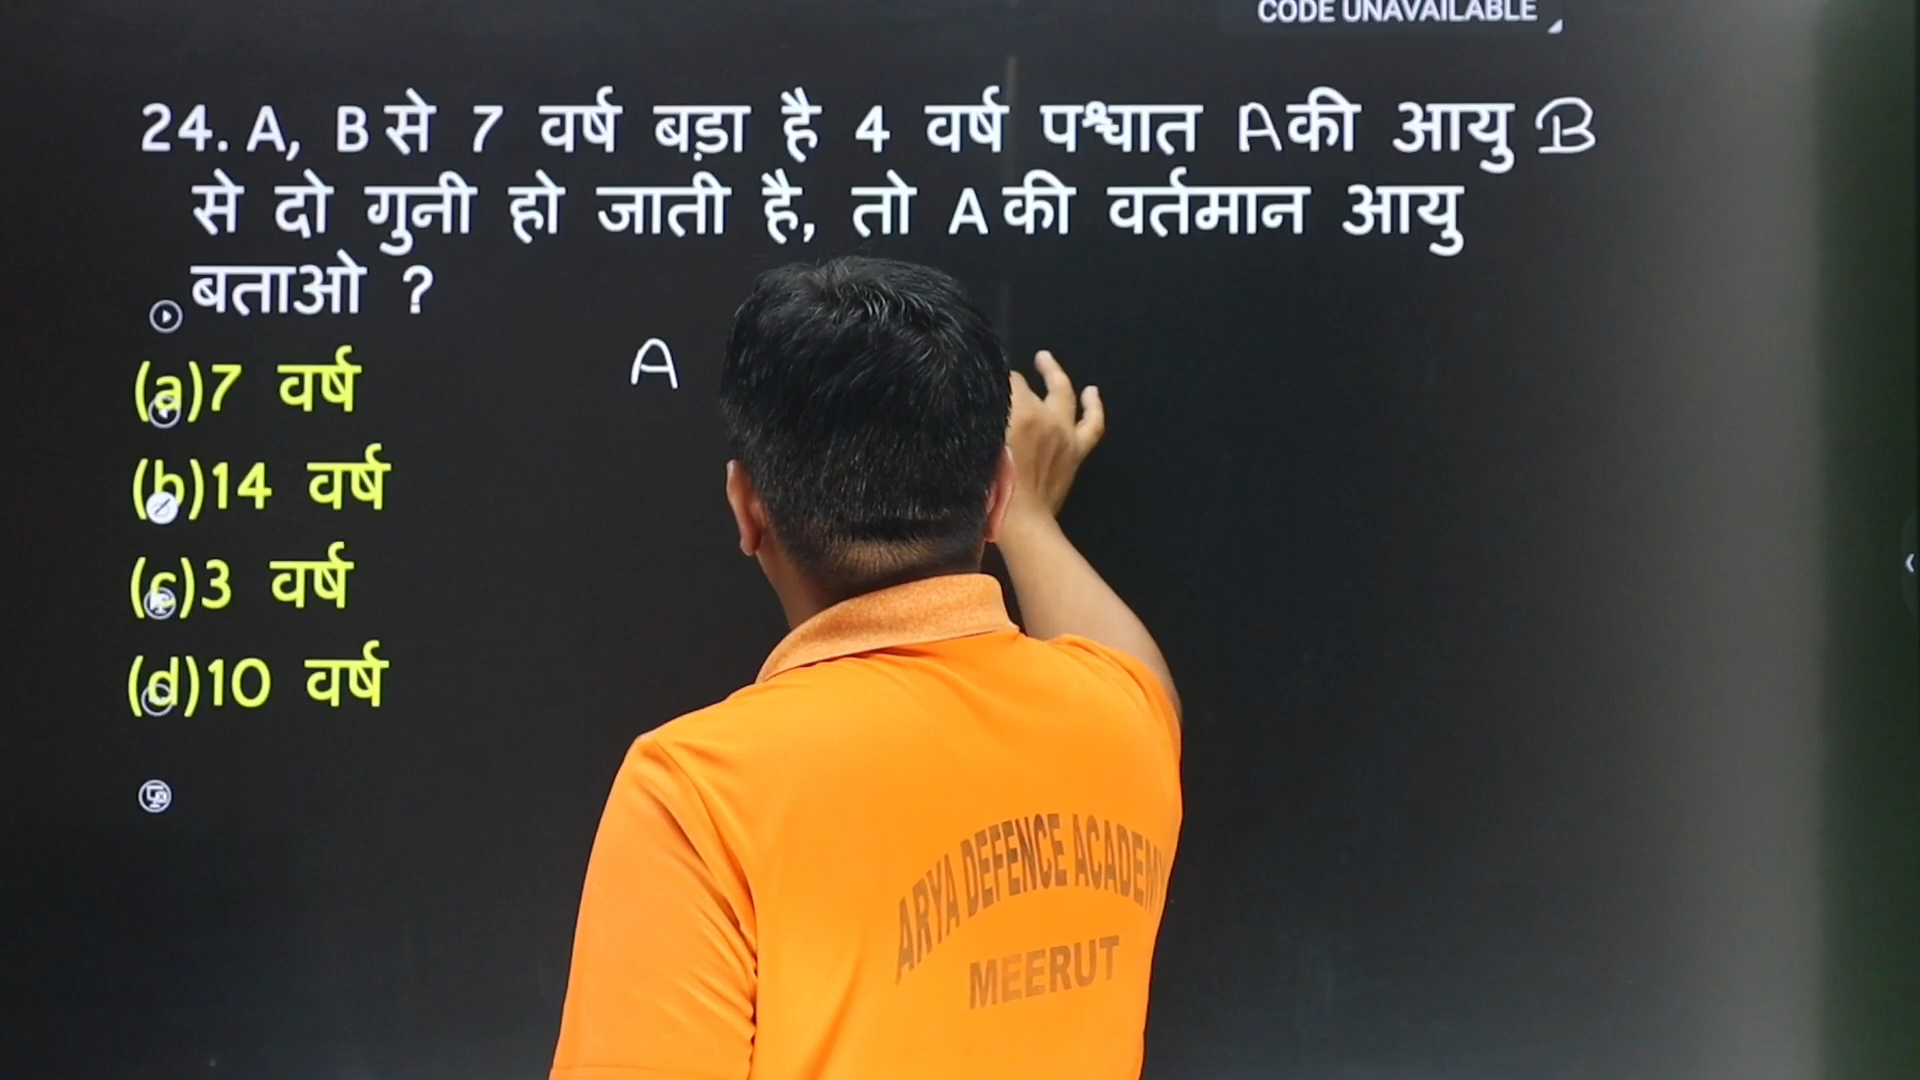 CODE UNAVAILABLE
24. A, B से 7 वर्ष बड़ा है 4 वर्ष पश्चात A की आयु B
से दो गुनी हो जाती है, तो A की वर्तमान आयु
बताओ ?
(a)7 वर्ष
(b)14 वर्ष
(c)3 वर्ष
(d)10 वर्ष
A
ARYA DEFENCE ACADEMY
MEERUT